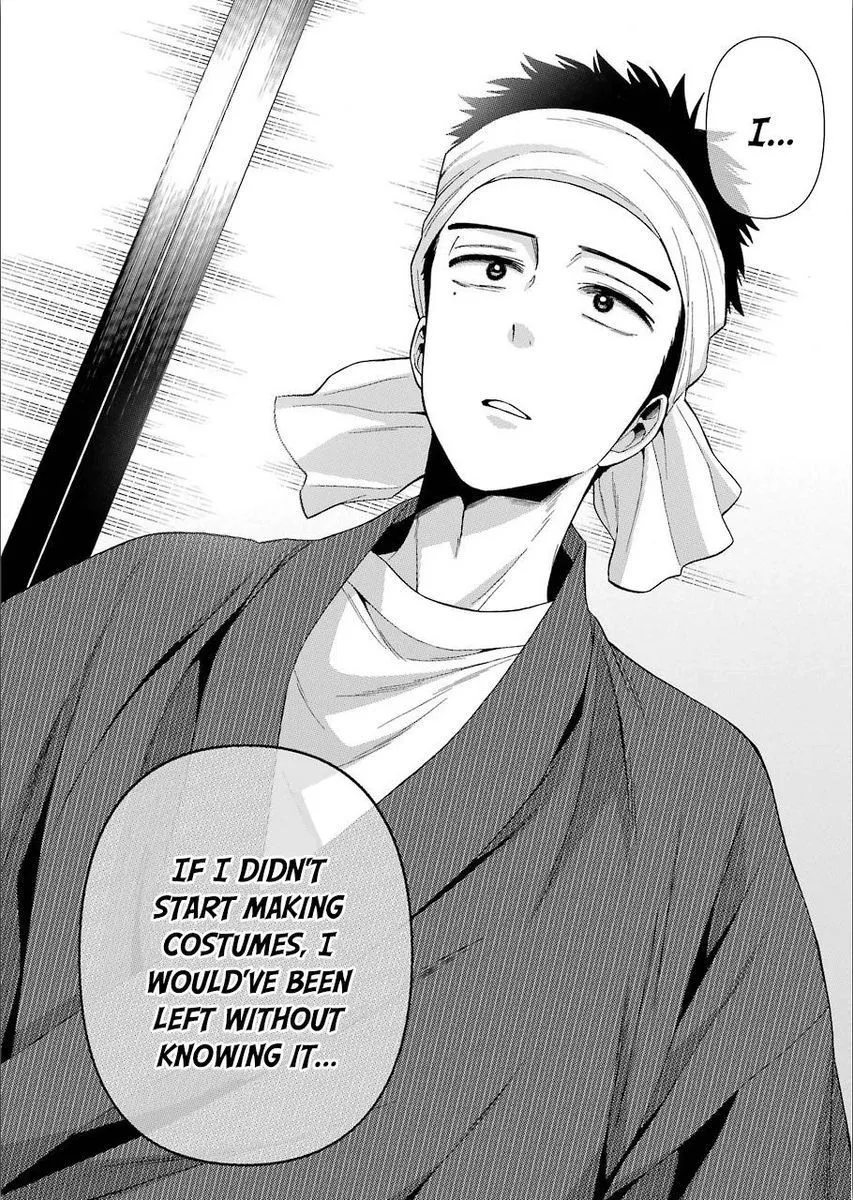 I...
IF I DIDN'T
START MAKING
COSTUMES, I
WOULD'VE BEEN
LEFT WITHOUT
KNOWING IT...